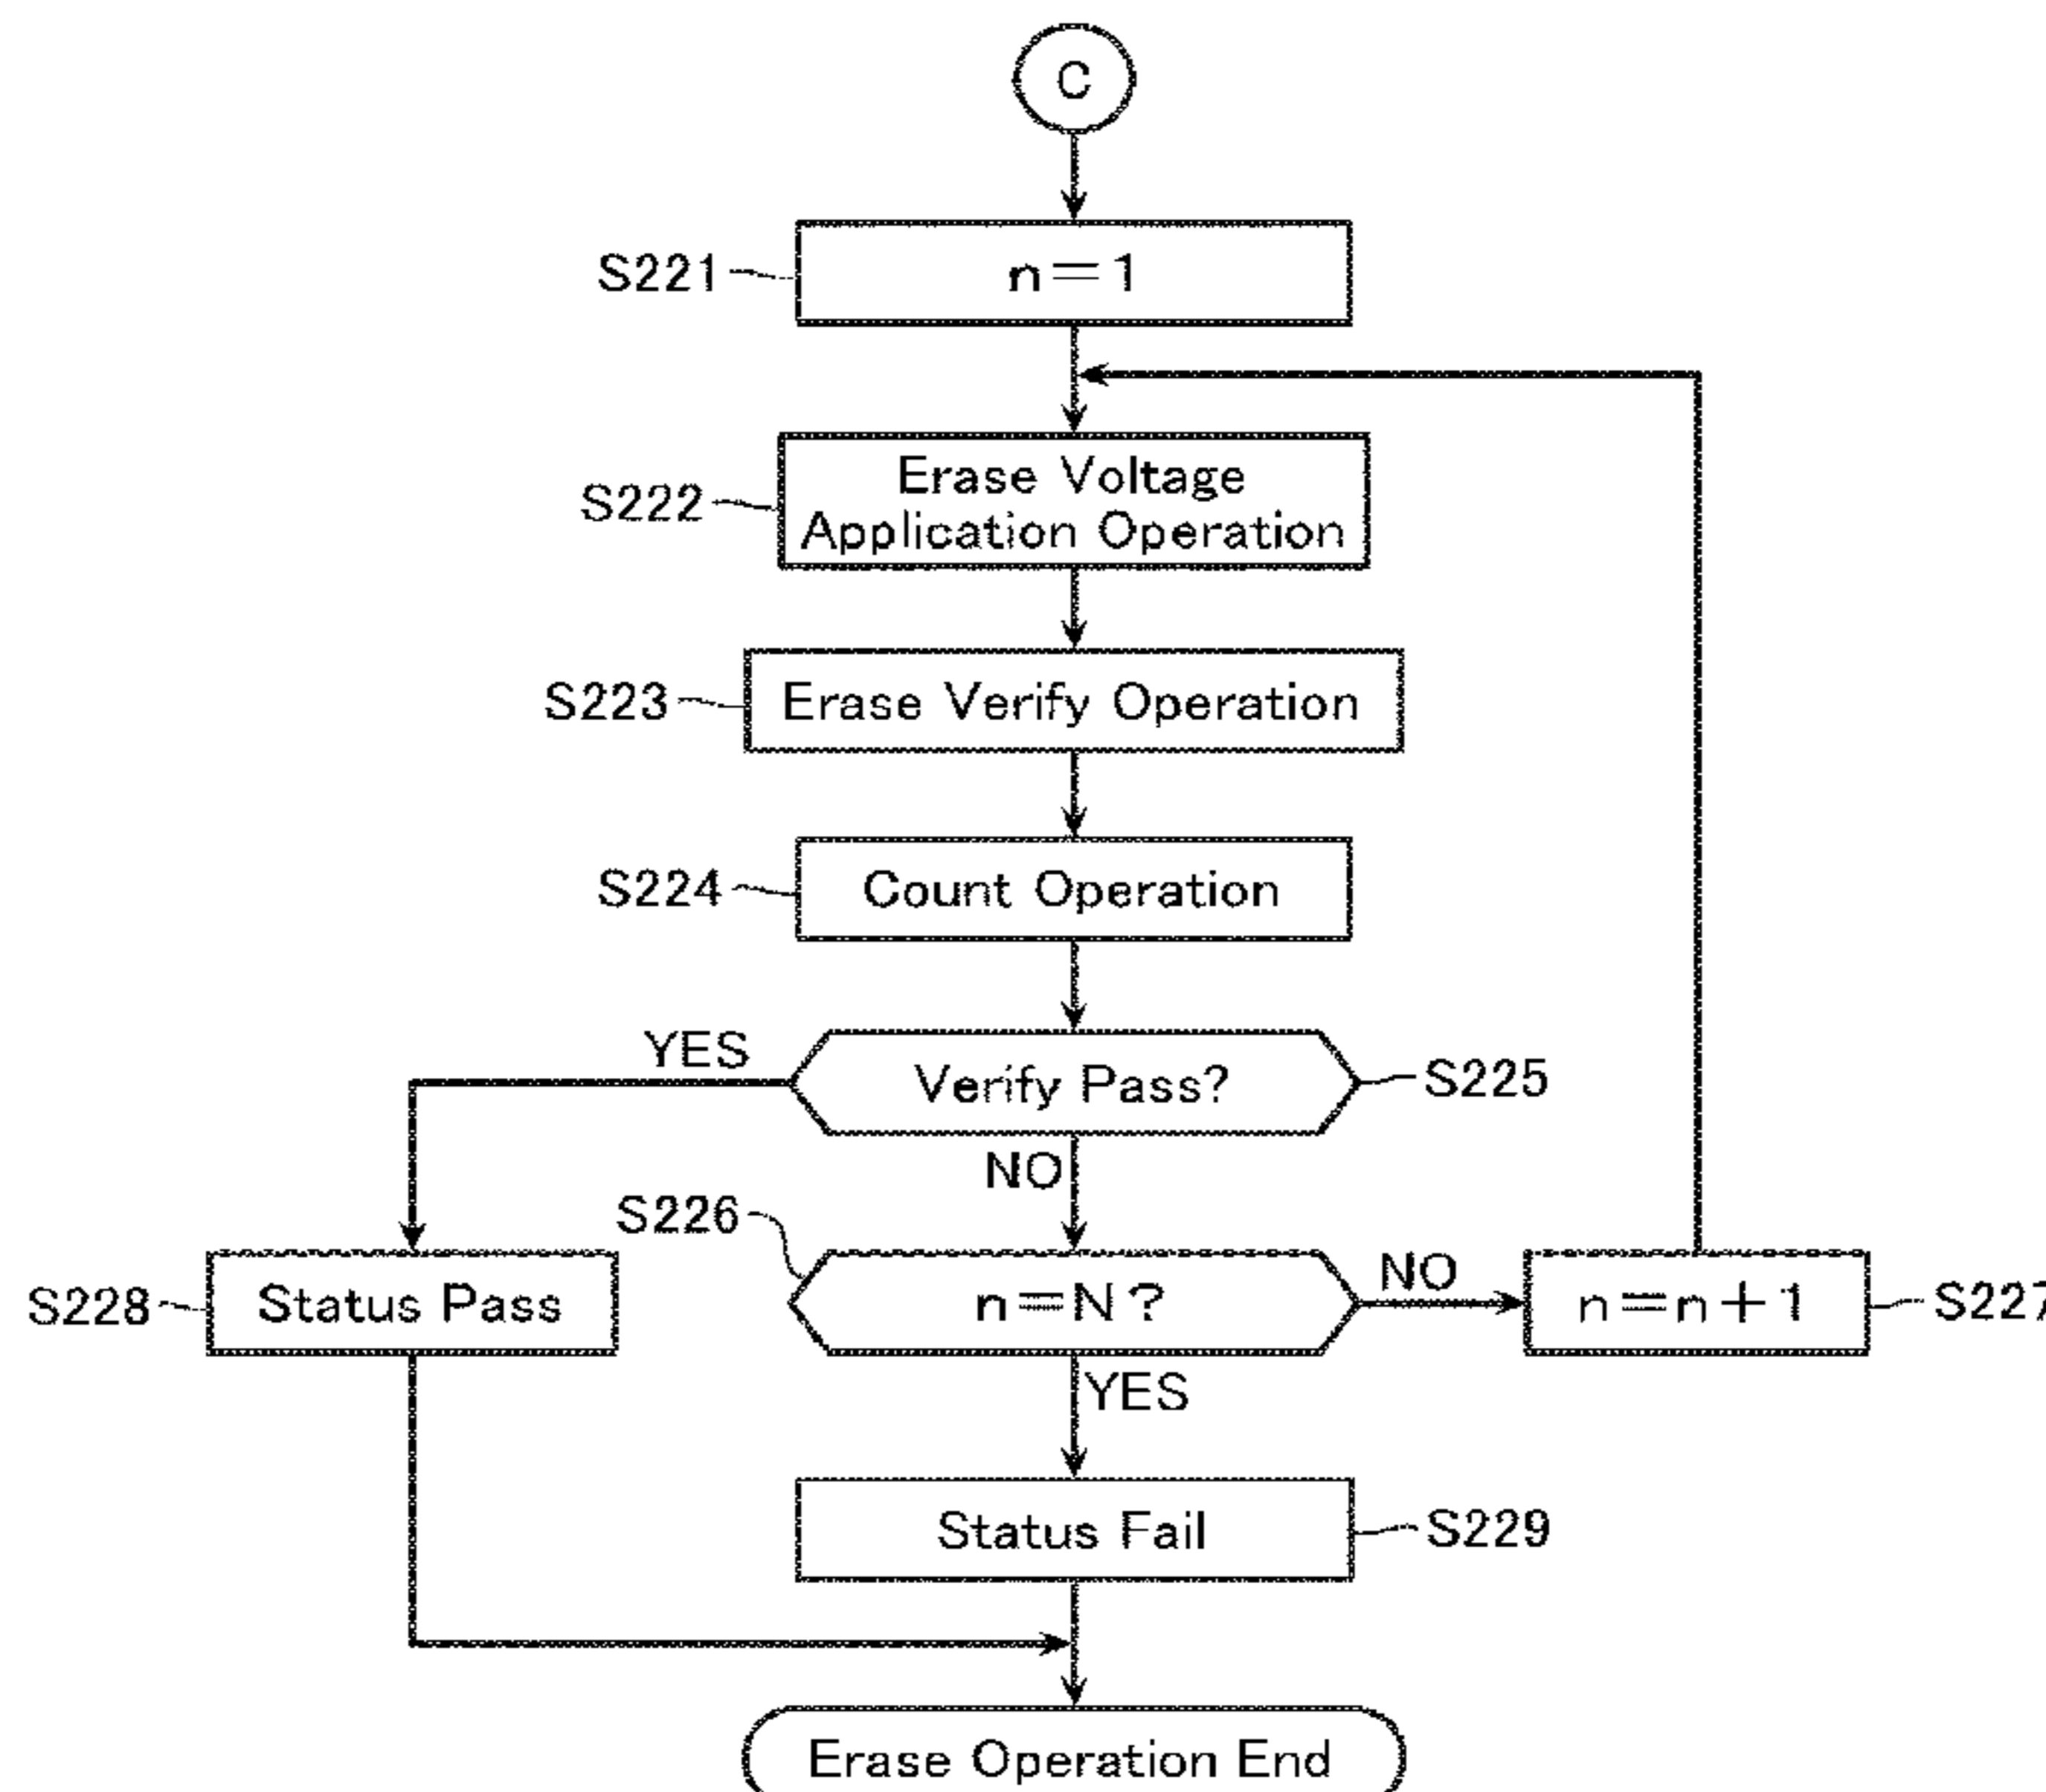 C
S221
n=1
S222
Erase Voltage
Application Operation
S223
Erase Verify Operation
S224
Count Operation
YES
Verify Pass?
S225
NO
S226
S228
Status Pass
n=N?
NO
n=n+1
S227
YES
Status Fail
S229
Erase Operation End